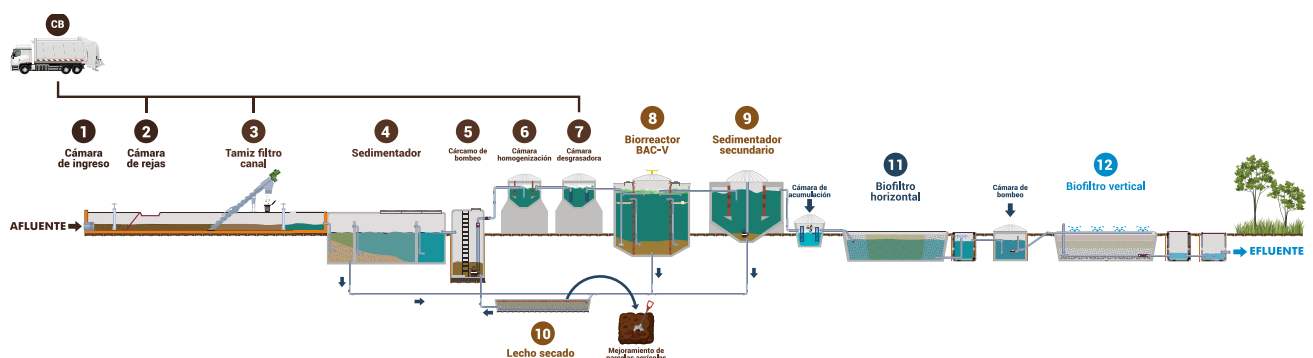 CB
1
Cámara
de ingreso
2
Cámara
de rejas
3
Tamiz filtro
canal
4
Sedimentador
5
Cárcamo de
bombeo
6
Cámara
homogenización
7
Cámara
desgrasadora
8
Biorreactor
BAC-V
9
Sedimentador
secundario
Cámara de
acumulación
11
Biofiltro
horizontal
Cámara de
bombeo
12
Biofiltro vertical
AFLUENTE
EFLUENTE
10
Lecho secado
Mejoramiento de
parcelas agrícolas